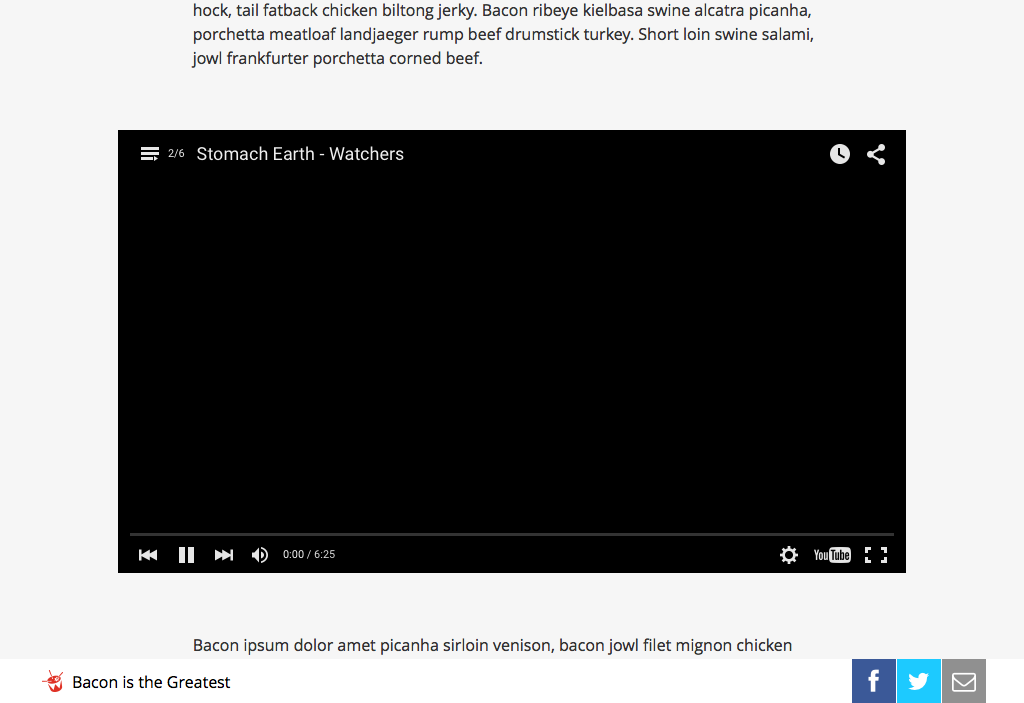 hock, tail fatback chicken biltong jerky. Bacon ribeye kielbasa swine alcatra picanha,
porchetta meatloaf landjaeger rump beef drumstick turkey. Short loin swine salami,
jowl frankfurter porchetta corned beef.
2/6 Stomach Earth - Watchers
0:00 / 6:25 YouTube
Bacon ipsum dolor amet picanha sirloin venison, bacon jowl filet mignon chicken
Bacon is the Greatest